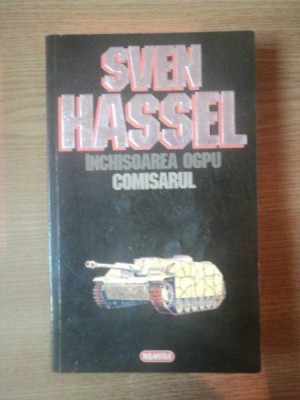 SVEN
HASSEL
ÎNCHISOAREA OGPU
COMISARUL
NEMIRA